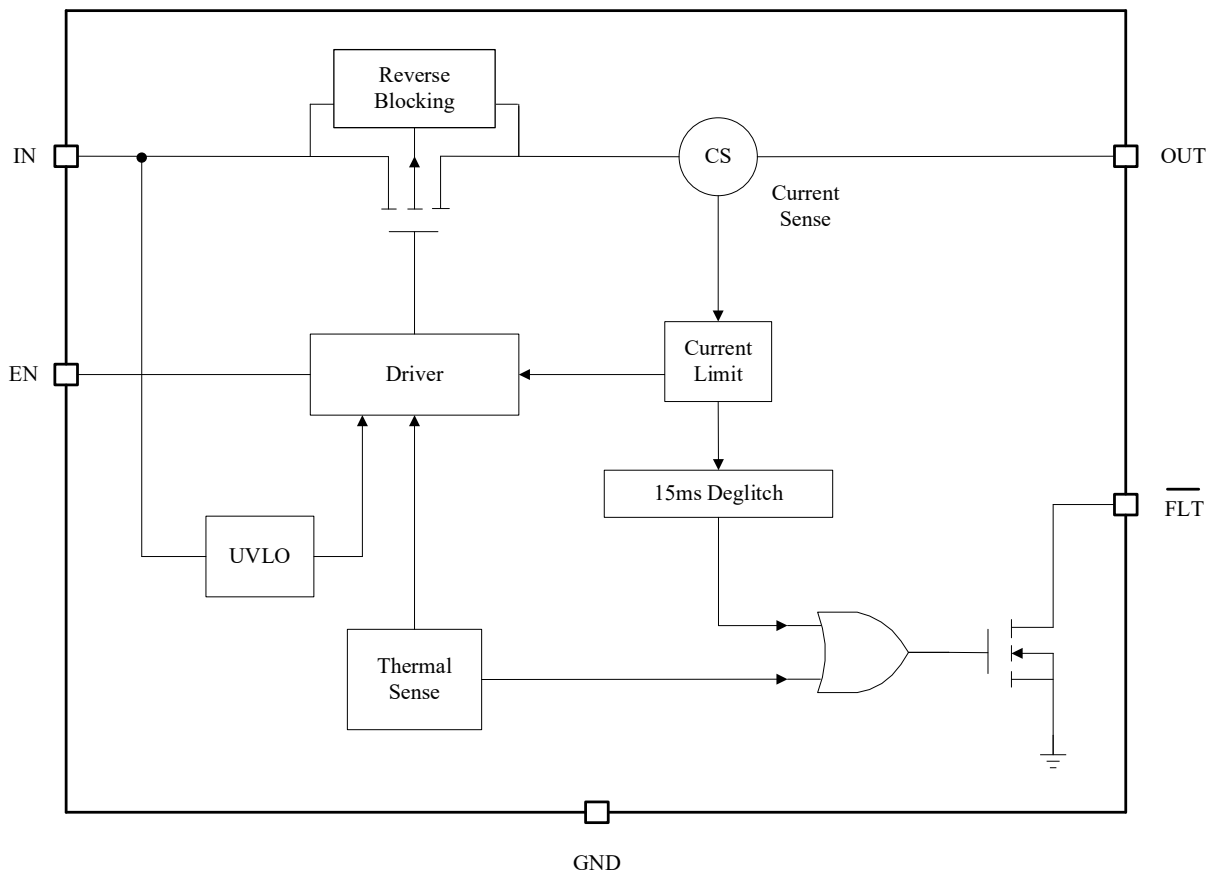 Reverse
Blocking
IN
CS
OUT
Current
Sense
EN
Driver
Current
Limit
15ms Deglitch
FLT
UVLO
Thermal
Sense
GND